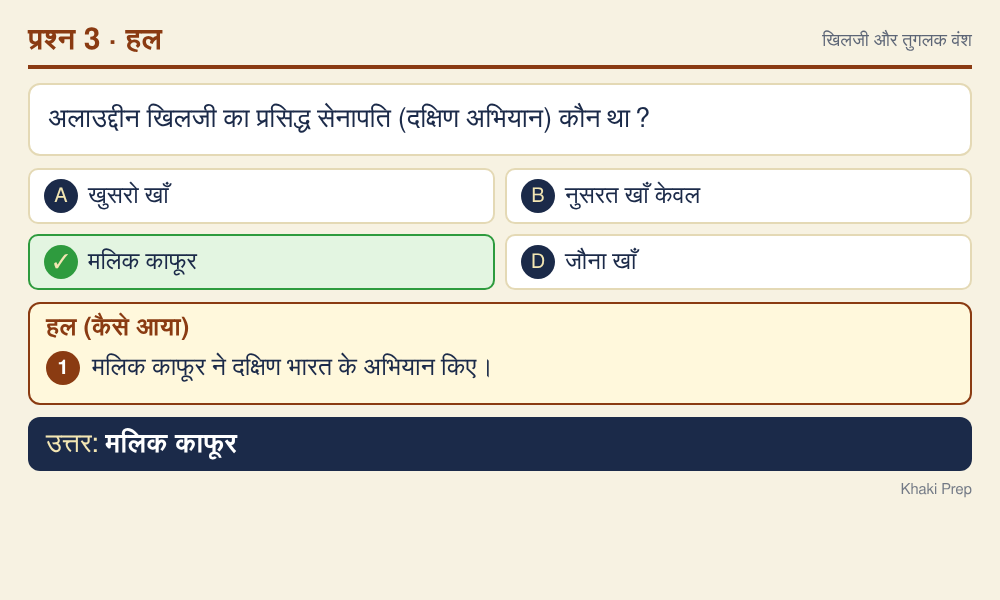 प्रश्न 3 · हल
खिलजी और तुगलक वंश
अलाउद्दीन खिलजी का प्रसिद्ध सेनापति (दक्षिण अभियान) कौन था ?
A खुसरो खाँ
B नुसरत खाँ केवल
✓ मलिक काफूर
D जौना खाँ
हल (कैसे आया)
1 मलिक काफूर ने दक्षिण भारत के अभियान किए।
उत्तर: मलिक काफूर
Khaki Prep